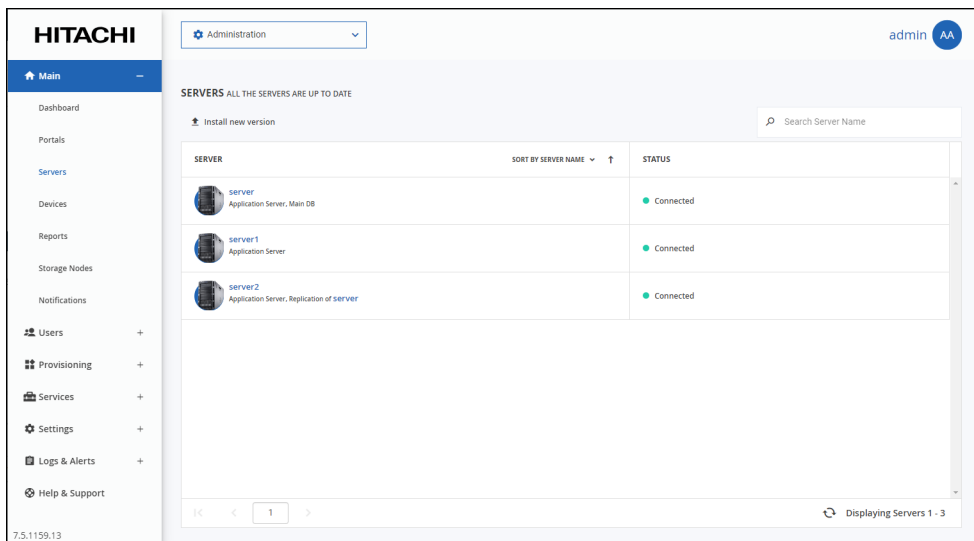 HITACHI
Administration
admin AA
Main
Dashboard
Portals
Servers
Devices
Reports
Storage Nodes
Notifications
Users
Provisioning
Services
Settings
Logs & Alerts
Help & Support
7.5.1159.13
SERVERS ALL THE SERVERS ARE UP TO DATE
Install new version
Search Server Name
SERVER SORT BY SERVER NAME STATUS
server
Application Server, Main DB
Connected
server1
Application Server
Connected
server2
Application Server, Replication of server
Connected
1
Displaying Servers 1 - 3